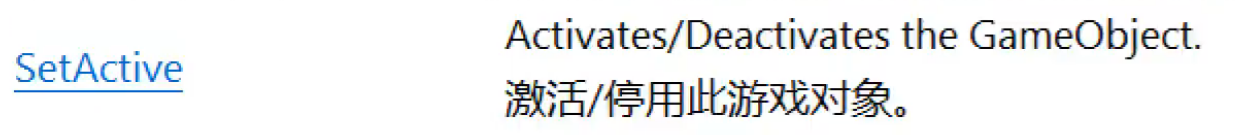 SetActive
Activates/Deactivates the GameObject.
激活/停用此游戏对象。